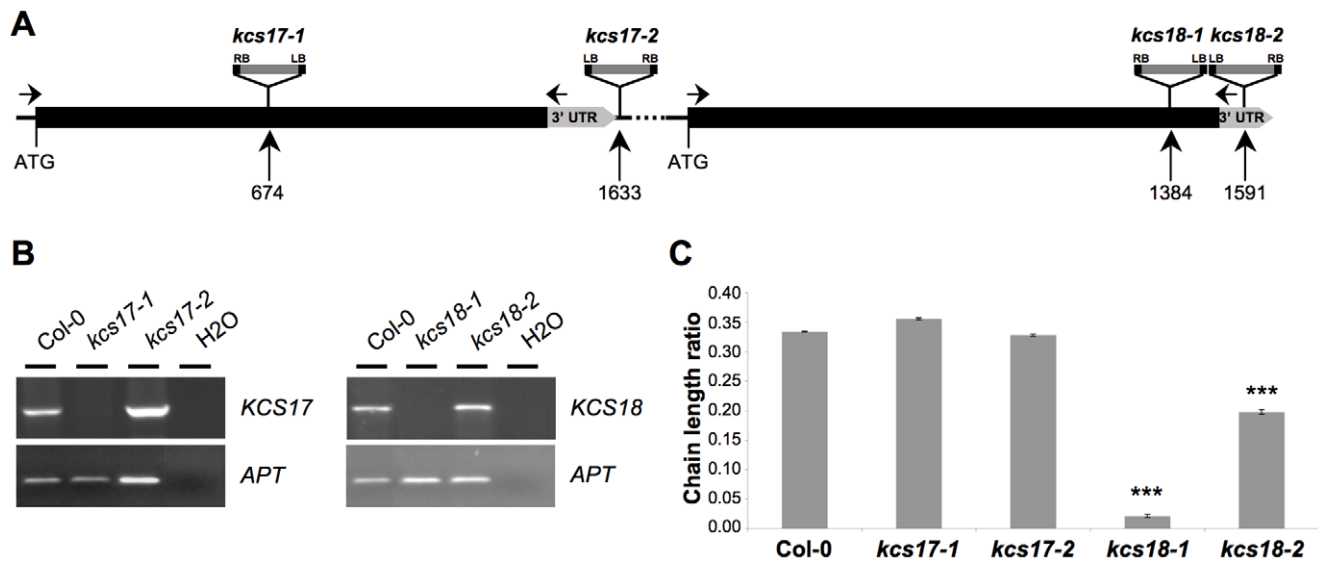 A
kcs17-1 kcs17-2 kcs18-1 kcs18-2
RB LB LB RB RB LB LB RB
3' UTR 3' UTR
ATG ATG
674 1633 1384 1591
B
Col-0 kcs17-1 kcs17-2 H2O
KCS17
APT
Col-0 kcs18-1 kcs18-2 H2O
KCS18
APT
C
Chain length ratio
0.40
0.35
0.30
0.25
0.20
0.15
0.10
0.05
0.00
*** ***
Col-0 kcs17-1 kcs17-2 kcs18-1 kcs18-2